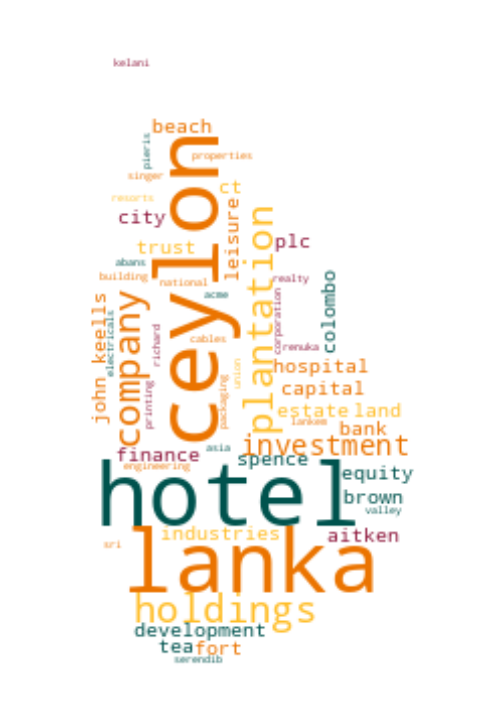 kelani
beach
pieris
properties
singer
ct
resorts
city
ceylon
leisure
plantation
plc
trust
abans
building
national
realty
colombo
acme
john keells
company
electricals
richard
corporation
cables
renuka
union
hospital
printing
packaging
capital
estate
land
lankem
bank
investment
asia
finance
spence
engineering
equity
hotel
brown
valley
industries
aitken
sri
lanka
holdings
development
tea
fort
serendib